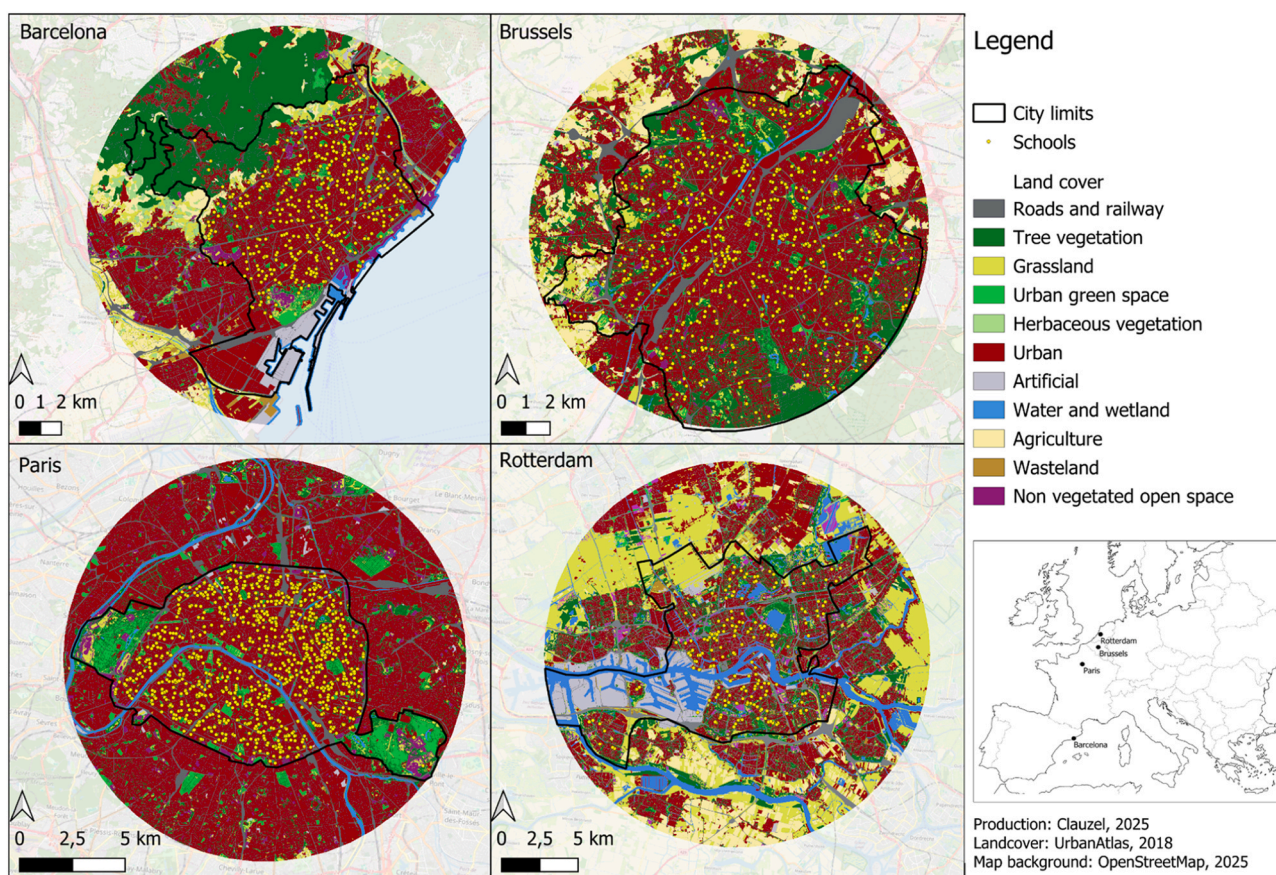 Barcelona
0 1 2 km
Brussels
0 1 2 km
Paris
0 2,5 5 km
Rotterdam
0 2,5 5 km
Legend
City limits
Schools
Land cover
Roads and railway
Tree vegetation
Grassland
Urban green space
Herbaceous vegetation
Urban
Artificial
Water and wetland
Agriculture
Wasteland
Non vegetated open space
Rotterdam
Brussels
Paris
Barcelona
Production: Clauzel, 2025
Landcover: UrbanAtlas, 2018
Map background: OpenStreetMap, 2025